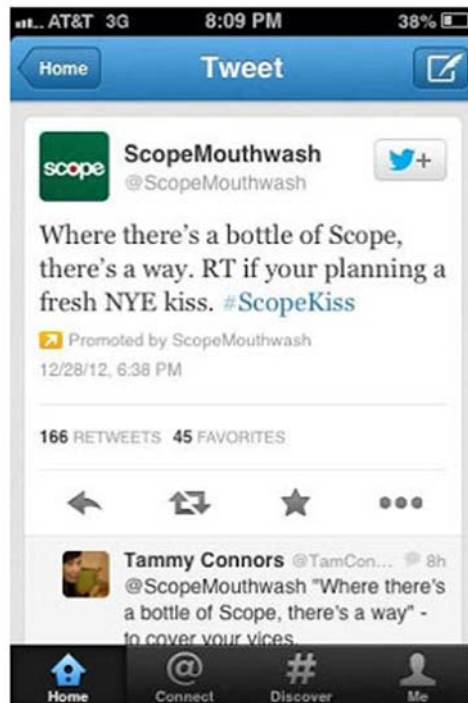 AT&T 3G 8:09 PM 38%
Home Tweet
scope ScopeMouthwash
@ScopeMouthwash
Where there's a bottle of Scope,
there's a way. RT if your planning a
fresh NYE kiss. #ScopeKiss
Promoted by ScopeMouthwash
12/28/12, 6:38 PM
166 RETWEETS 45 FAVORITES
Tammy Connors @TamCon... 8h
@ScopeMouthwash "Where there's
a bottle of Scope, there's a way" -
to cover your vices.
Home Connect Discover Me